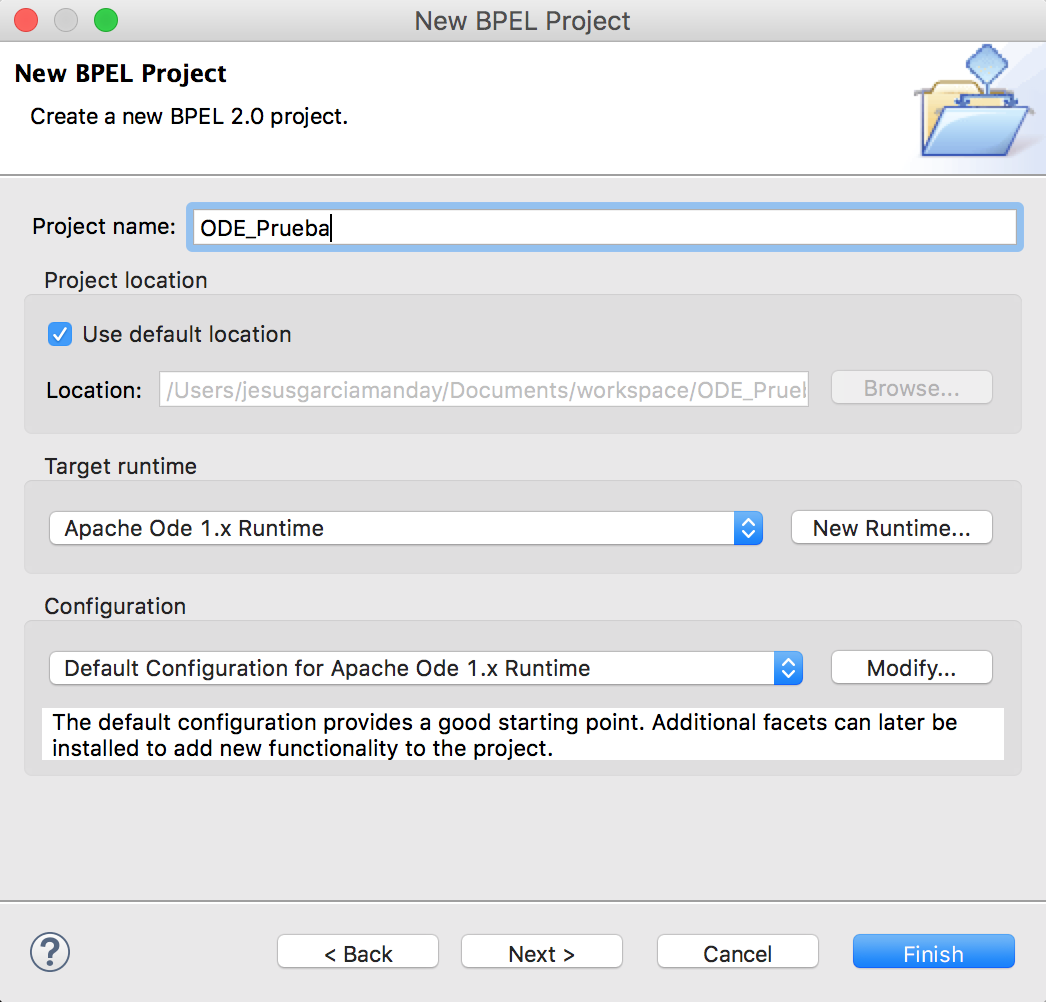 New BPEL Project
New BPEL Project
Create a new BPEL 2.0 project.
Project name: ODE_Prueba
Project location
Use default location
Location: /Users/jesusgarciamanday/Documents/workspace/ODE_Prueb
Browse...
Target runtime
Apache Ode 1.x Runtime
New Runtime...
Configuration
Default Configuration for Apache Ode 1.x Runtime
Modify...
The default configuration provides a good starting point. Additional facets can later be
installed to add new functionality to the project.
?
< Back
Next >
Cancel
Finish